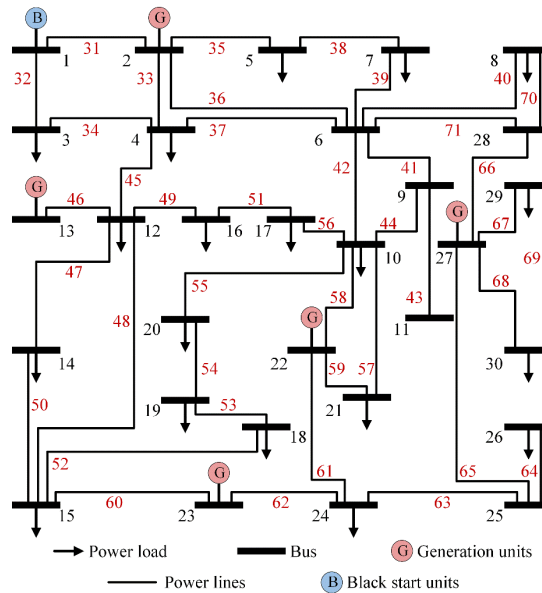 B G
31 35 38
1 2 5 7 8
32 33 39 40
36 70
34 37 71
3 4 6 28
45 42 41 66
G 46 49 51 9 29
G
56 44 67
13 12 16 17 10 27
47 69
55 68
48 58 43
20 G 11
14 22 30
54 59 57
50 19 21
53
18 26
52
G 61 65 64
60 62 63
15 23 24 25
Power load Bus G Generation units
Power lines B Black start units